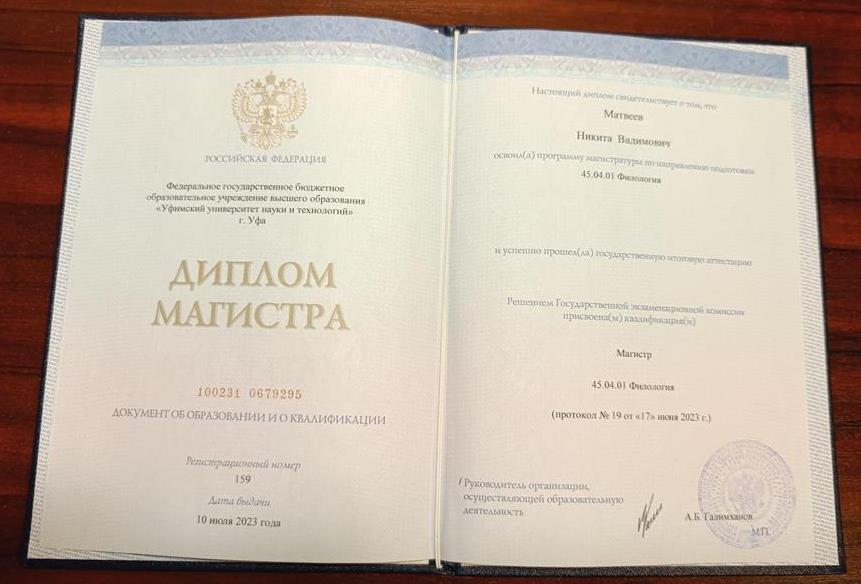 РОССИЙСКАЯ ФЕДЕРАЦИЯ
Федеральное государственное бюджетное
образовательное учреждение высшего образования
«Уфимский университет науки и технологий»
г. Уфа
ДИПЛОМ
МАГИСТРА
100231 0679295
ДОКУМЕНТ ОБ ОБРАЗОВАНИИ И О КВАЛИФИКАЦИИ
Регистрационный номер
159
Дата выдачи
10 июля 2023 года
Настоящий диплом свидетельствует о том, что
Матвеев
Никита Вадимович
освоил(а) программу магистратуры по направлению подготовки
45.04.01 Филология
и успешно прошел(ла) государственную итоговую аттестацию
Решением Государственной экзаменационной комиссии
присвоена(ы) квалификация(и)
Магистр
45.04.01 Филология
(протокол № 19 от «17» июня 2023 г.)
Руководитель организации,
осуществляющей образовательную
деятельность
А.Б. Галимханов
М.П.